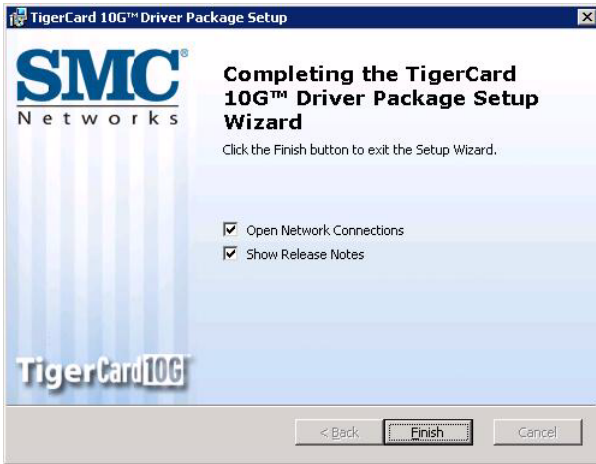 TigerCard 10G™ Driver Package Setup
SMC®
Networks
Completing the TigerCard
10G™ Driver Package Setup
Wizard
Click the Finish button to exit the Setup Wizard.
Open Network Connections
Show Release Notes
TigerCard10G
< Back
Finish
Cancel